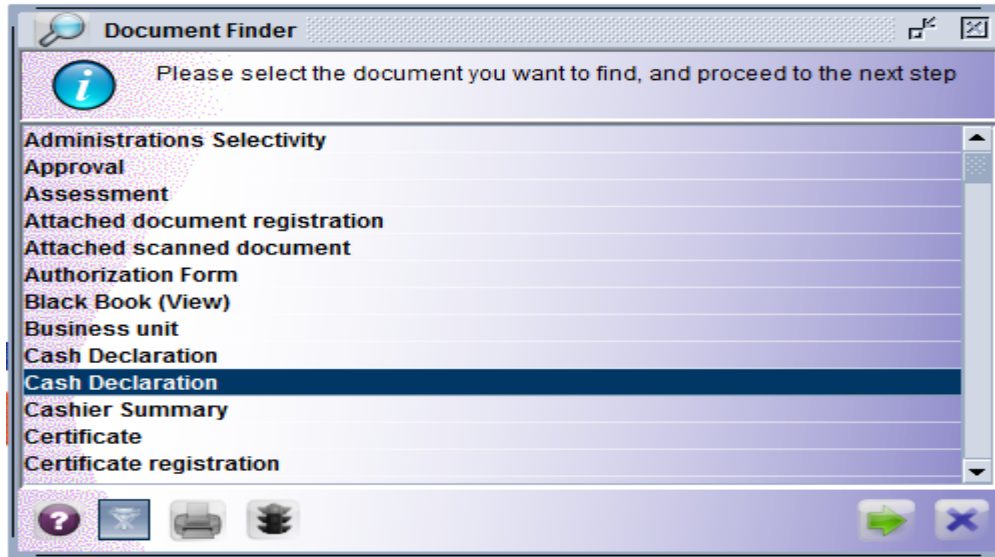 Document Finder
Please select the document you want to find, and proceed to the next step
Administrations Selectivity
Approval
Assessment
Attached document registration
Attached scanned document
Authorization Form
Black Book (View)
Business unit
Cash Declaration
Cash Declaration
Cashier Summary
Certificate
Certificate registration